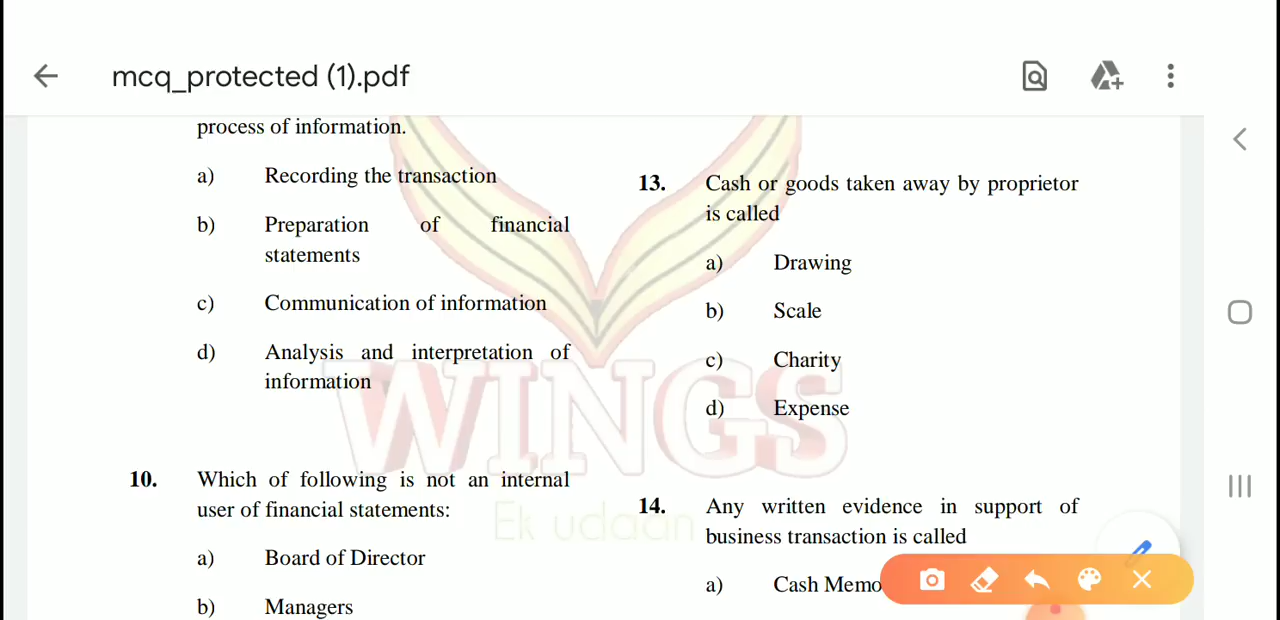 mcq_protected (1).pdf
process of information.
a) Recording the transaction
b) Preparation of financial
statements
c) Communication of information
d) Analysis and interpretation of
information
10. Which of following is not an internal
user of financial statements:
a) Board of Director
b) Managers
13. Cash or goods taken away by proprietor
is called
a) Drawing
b) Scale
c) Charity
d) Expense
14. Any written evidence in support of
business transaction is called
a) Cash Memo
WINGS
Ek udaan